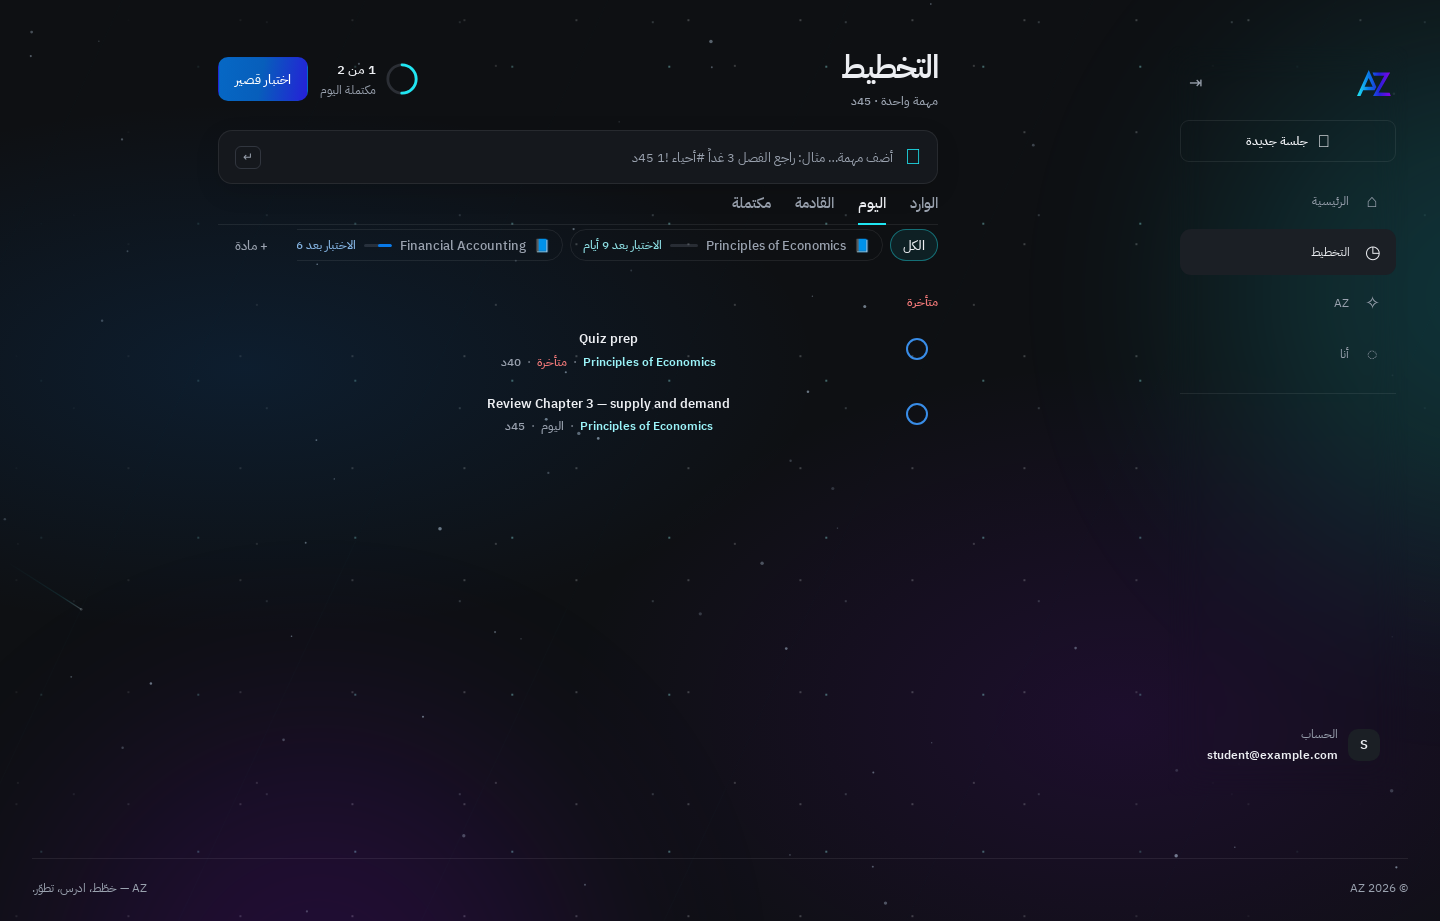 AZ
⇥
جلسة جديدة
الرئيسية
التخطيط
AZ
أنا
الحساب
S
student@example.com
التخطيط
مهمة واحدة · 45د
1 من 2
مكتملة اليوم
اختبار قصير
أضف مهمة… مثال: راجع الفصل 3 غداً #أحياء !1 45د
↵
الوارد
اليوم
القادمة
مكتملة
الكل
Principles of Economics الاختبار بعد 9 أيام
Financial Accounting الاختبار بعد 6
+ مادة
متأخرة
Quiz prep
Principles of Economics · متأخرة · 40د
Review Chapter 3 — supply and demand
Principles of Economics · اليوم · 45د
© 2026 AZ
AZ — خطّط، ادرس، تطوّر.